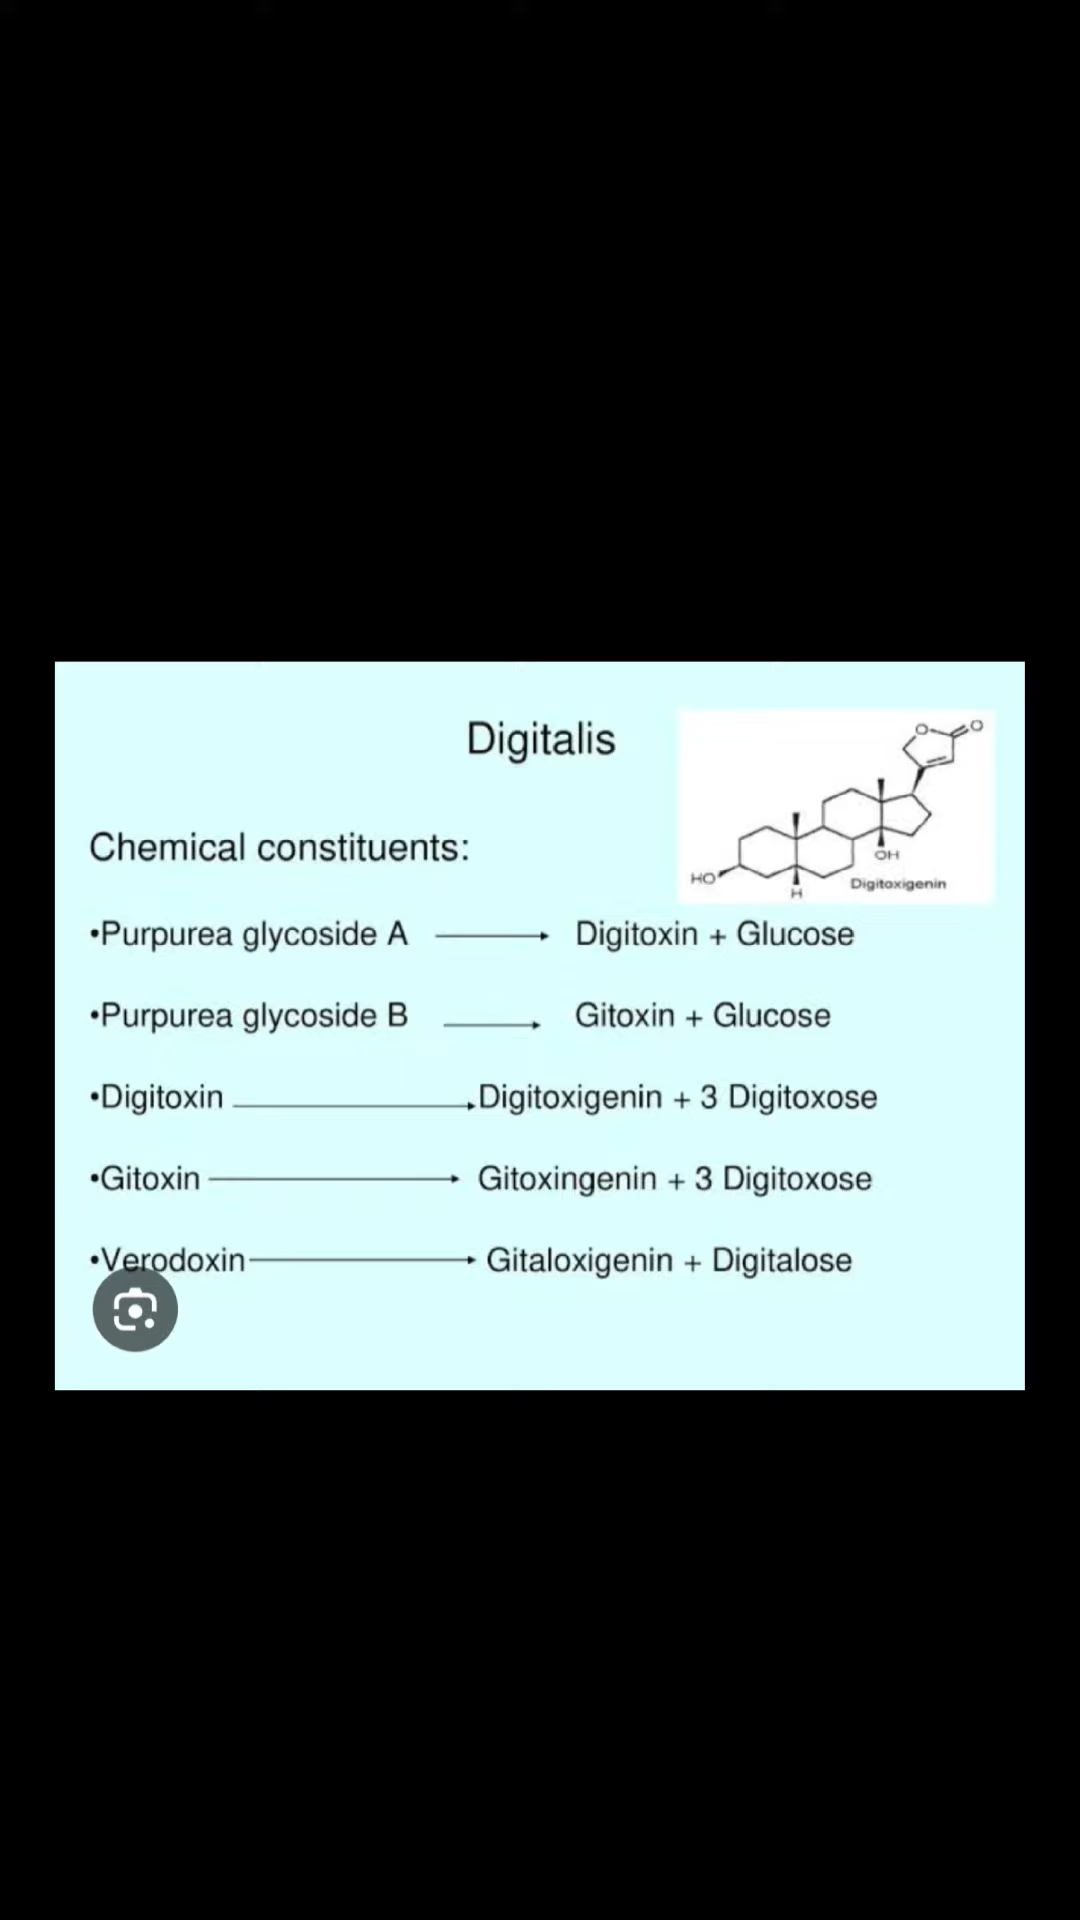 Digitalis
O
O
OH
HO
H
Digitoxigenin
Chemical constituents:
•Purpurea glycoside A → Digitoxin + Glucose
•Purpurea glycoside B → Gitoxin + Glucose
•Digitoxin → Digitoxigenin + 3 Digitoxose
•Gitoxin → Gitoxingenin + 3 Digitoxose
•Verodoxin → Gitaloxigenin + Digitalose